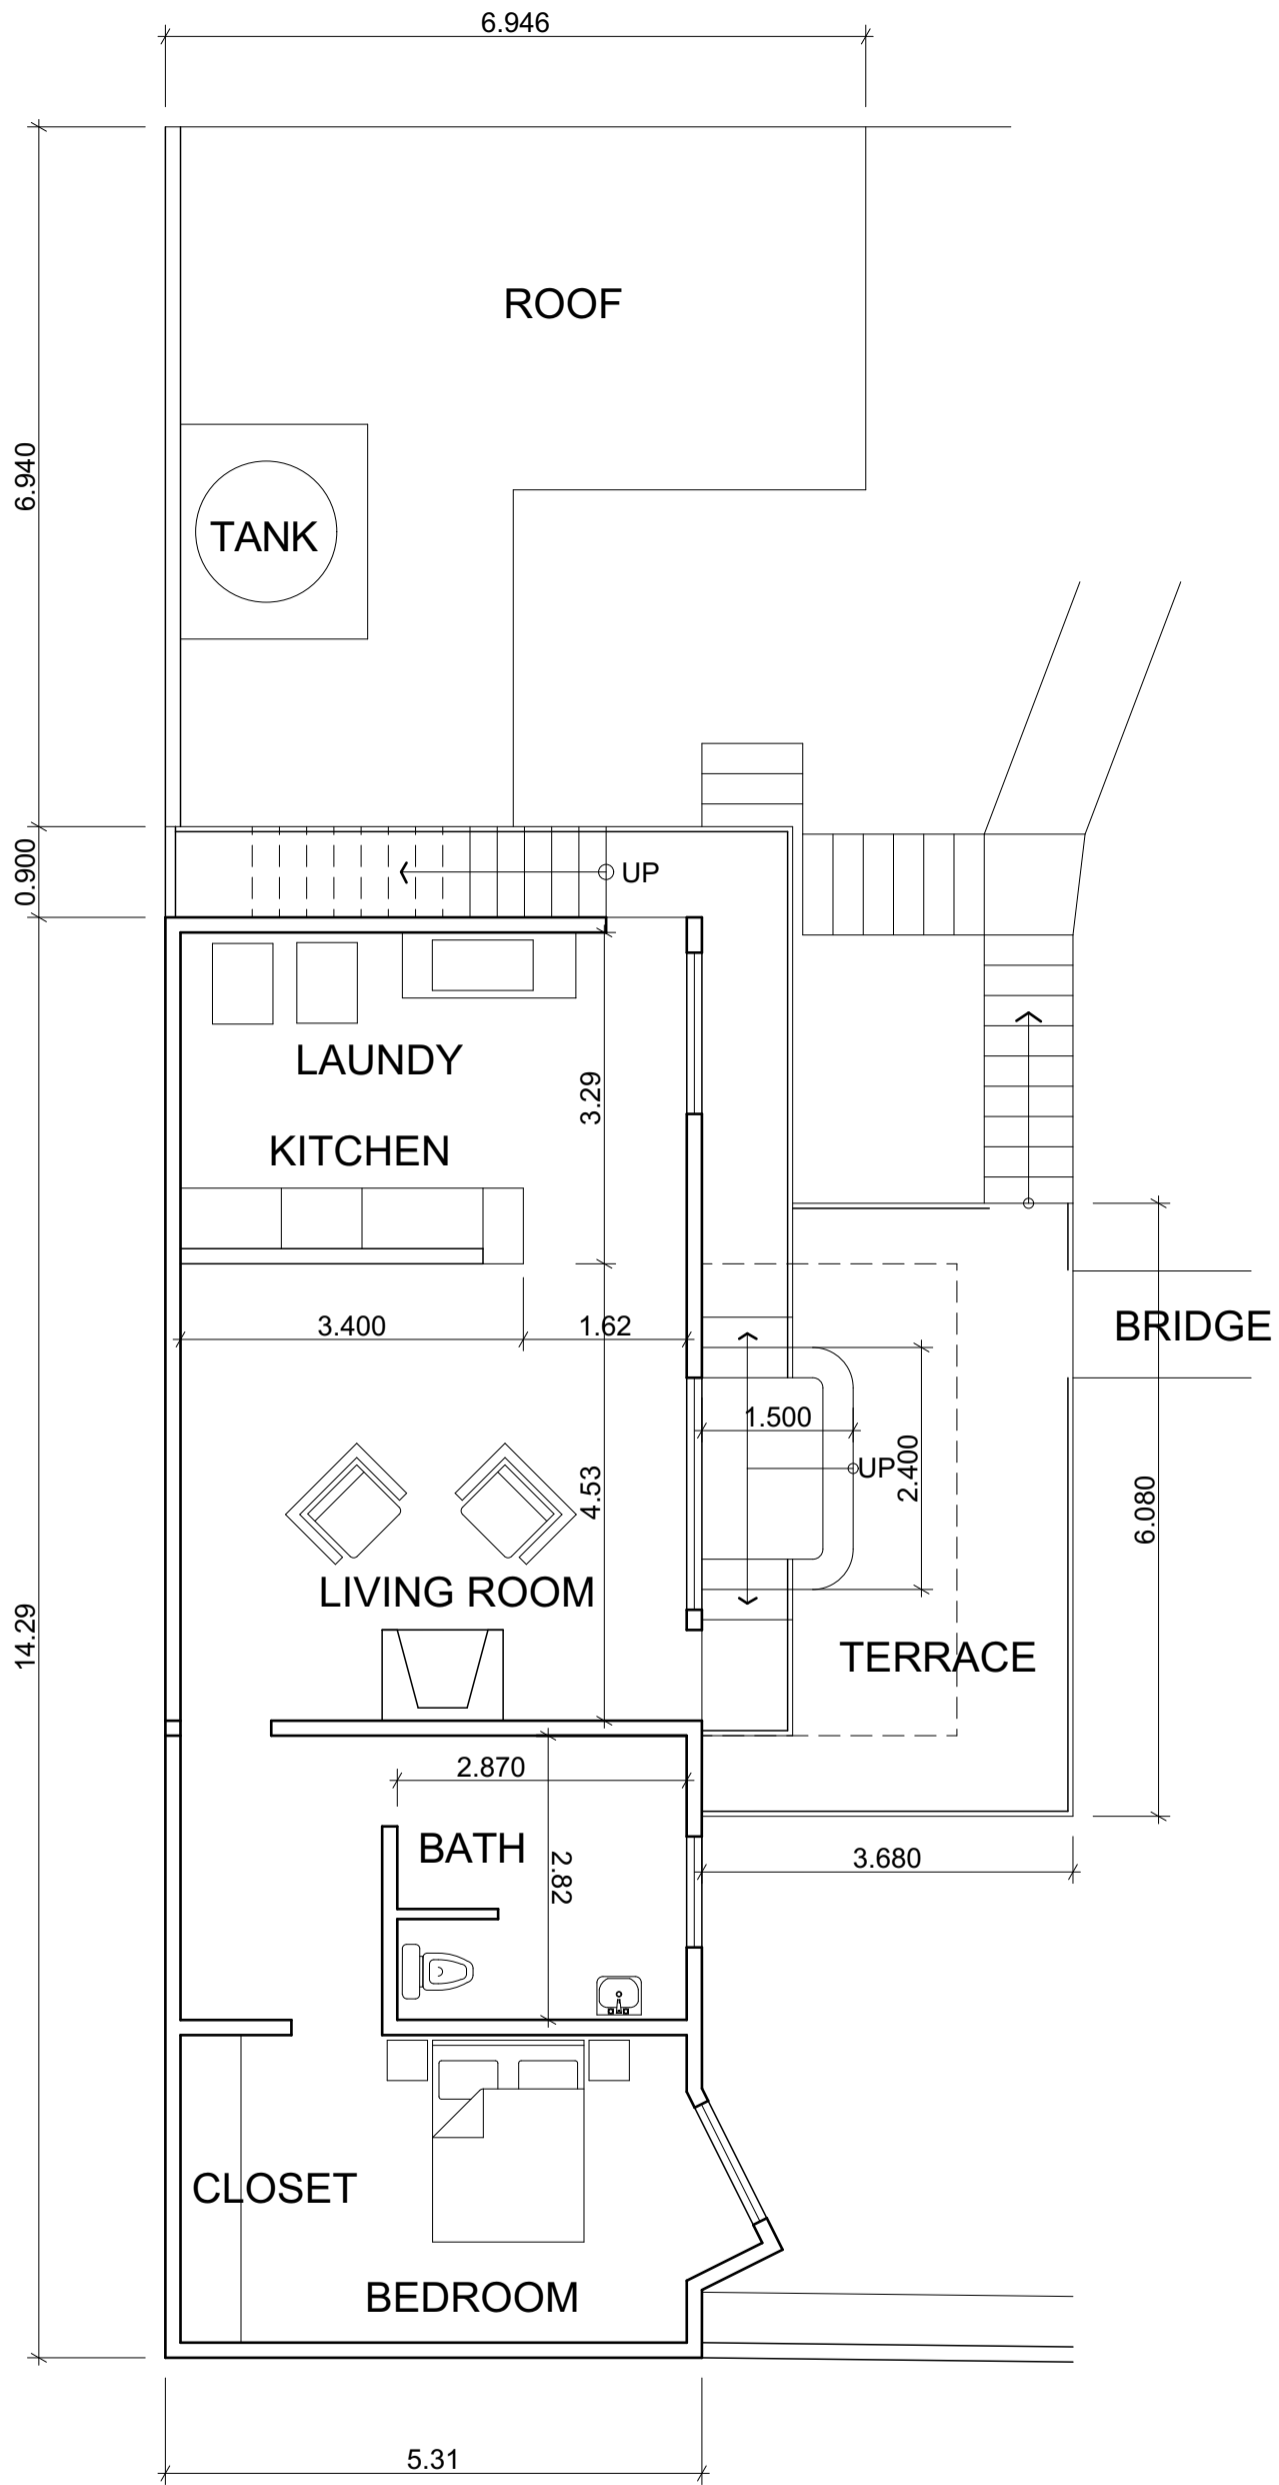 6.946
ROOF
6.940
TANK
0.900
UP
LAUNDY
3.29
KITCHEN
3.400
1.62
BRIDGE
1.500
UP
2.400
4.53
6.080
LIVING ROOM
14.29
TERRACE
2.870
BATH
2.82
3.680
CLOSET
BEDROOM
5.31